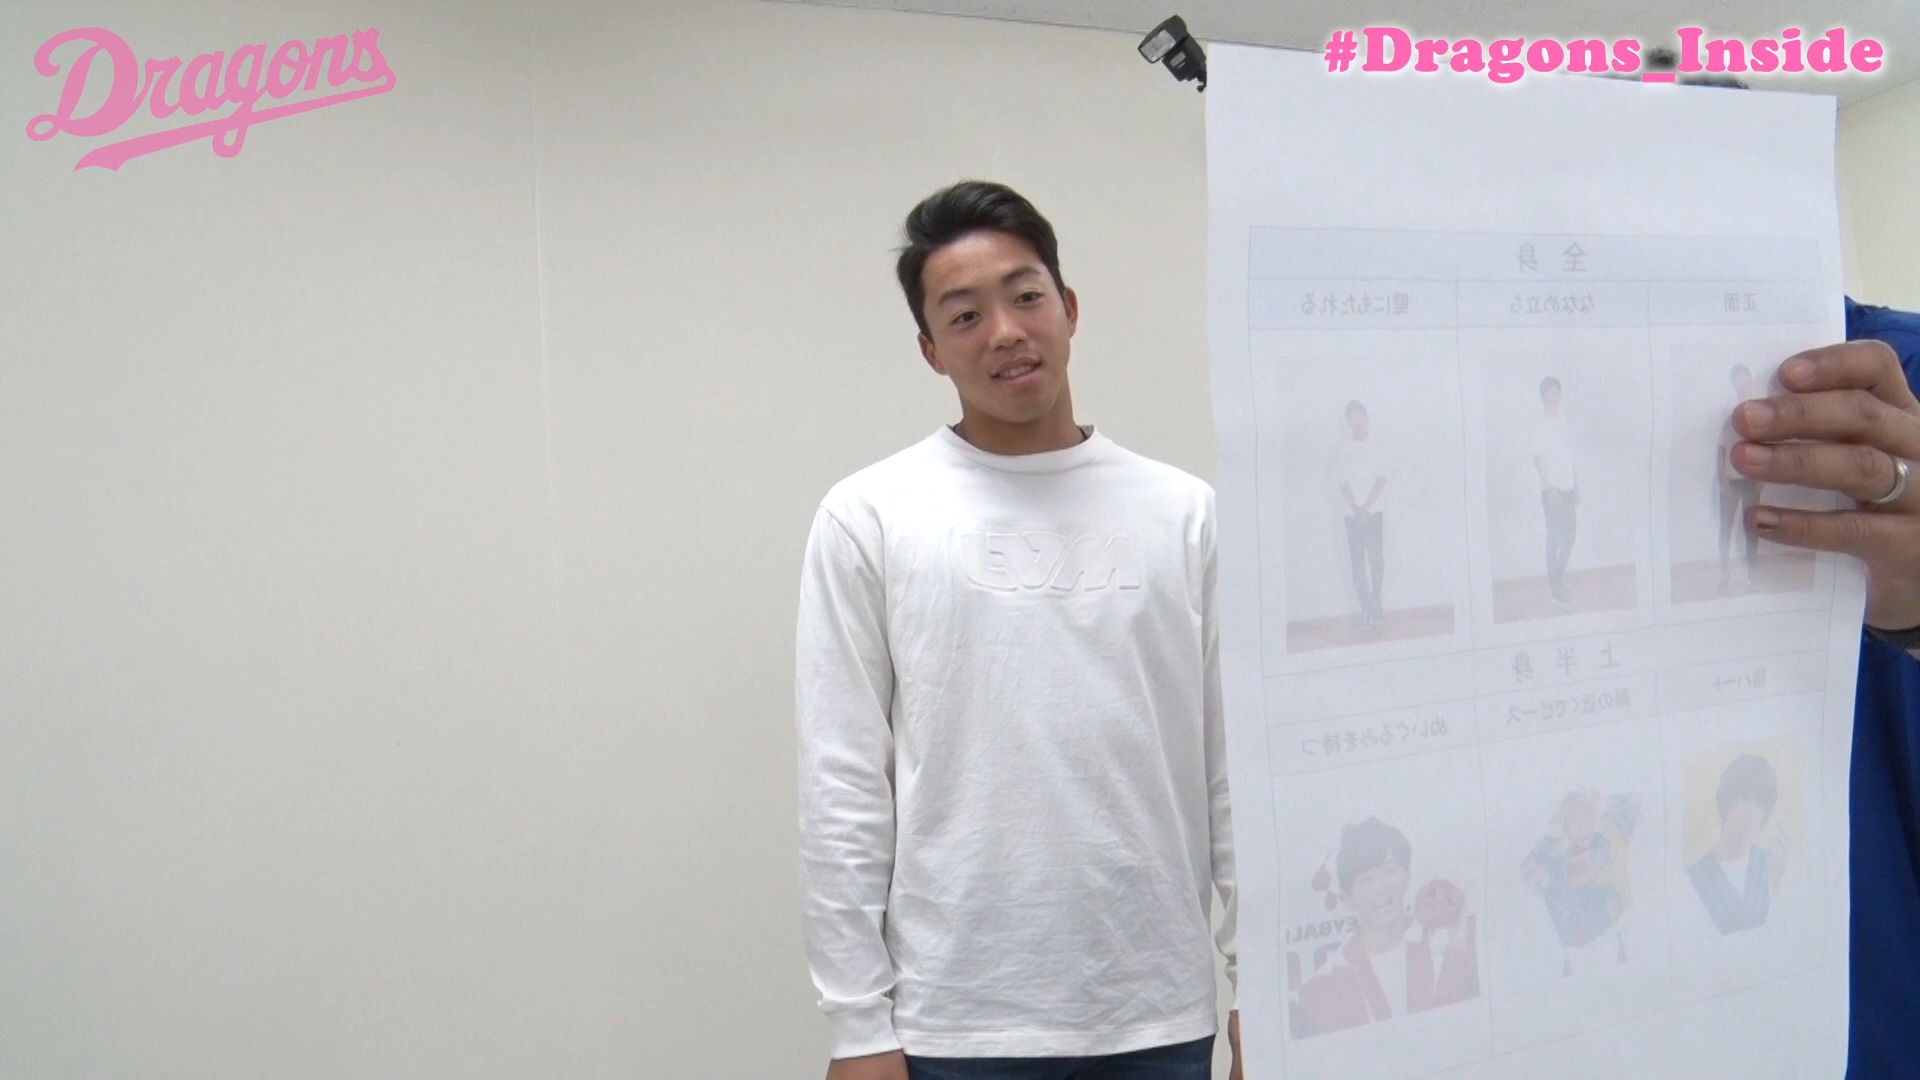 Dragons
#Dragons_Inside
全身
正面
ななめ立ち
壁にもたれる
上半身
指ハート
顔の近くでピース
ぬいぐるみを持つ
EYBALL